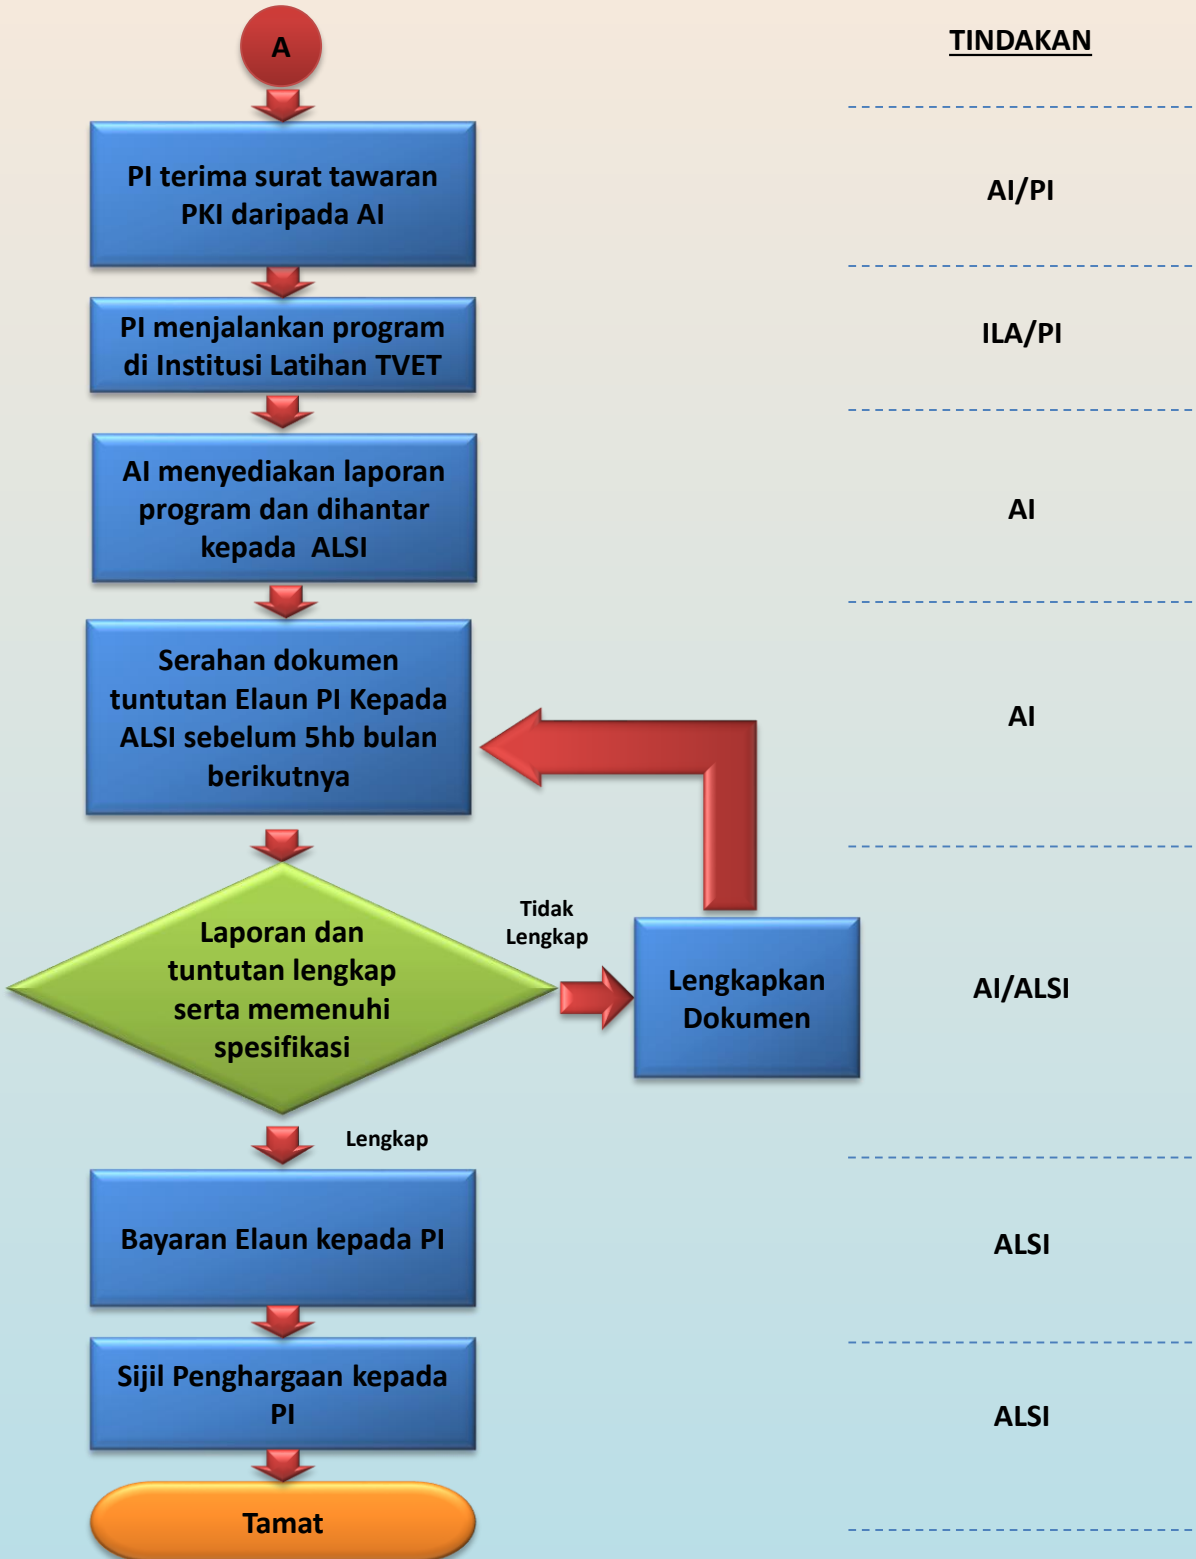 A
TINDAKAN
PI terima surat tawaran
PKI daripada AI
AI/PI
PI menjalankan program
di Institusi Latihan TVET
ILA/PI
AI menyediakan laporan
program dan dihantar
kepada ALSI
AI
Serahan dokumen
tuntutan Elaun PI Kepada
ALSI sebelum 5hb bulan
berikutnya
AI
Laporan dan
tuntutan lengkap
serta memenuhi
spesifikasi
Tidak
Lengkap
Lengkapkan
Dokumen
AI/ALSI
Lengkap
Bayaran Elaun kepada PI
ALSI
Sijil Penghargaan kepada
PI
ALSI
Tamat